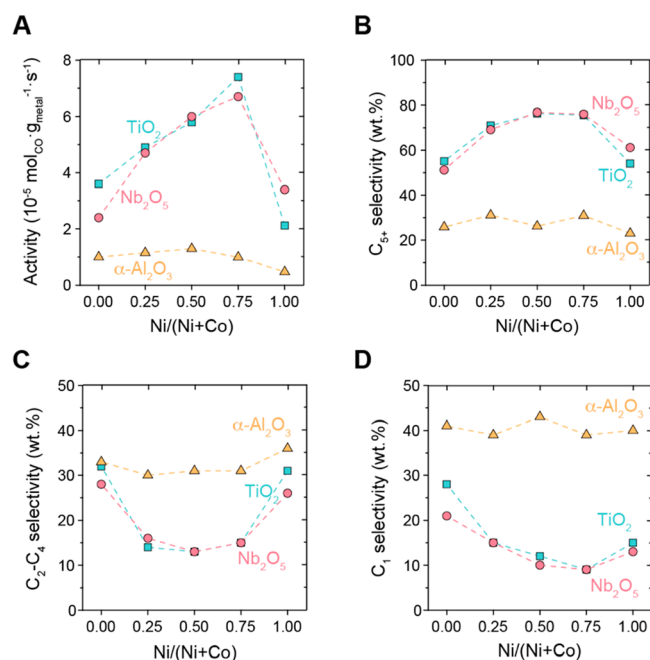 A
Activity (10⁻⁵ mol_CO·g_metal⁻¹·s⁻¹)
8
6
4
2
0
TiO₂
Nb₂O₅
α-Al₂O₃
0.00 0.25 0.50 0.75 1.00
Ni/(Ni+Co)
B
C₅₊ selectivity (wt.%)
100
80
60
40
20
0
Nb₂O₅
TiO₂
α-Al₂O₃
0.00 0.25 0.50 0.75 1.00
Ni/(Ni+Co)
C
C₂-C₄ selectivity (wt.%)
50
40
30
20
10
0
α-Al₂O₃
TiO₂
Nb₂O₅
0.00 0.25 0.50 0.75 1.00
Ni/(Ni+Co)
D
C₁ selectivity (wt.%)
50
40
30
20
10
0
α-Al₂O₃
TiO₂
Nb₂O₅
0.00 0.25 0.50 0.75 1.00
Ni/(Ni+Co)